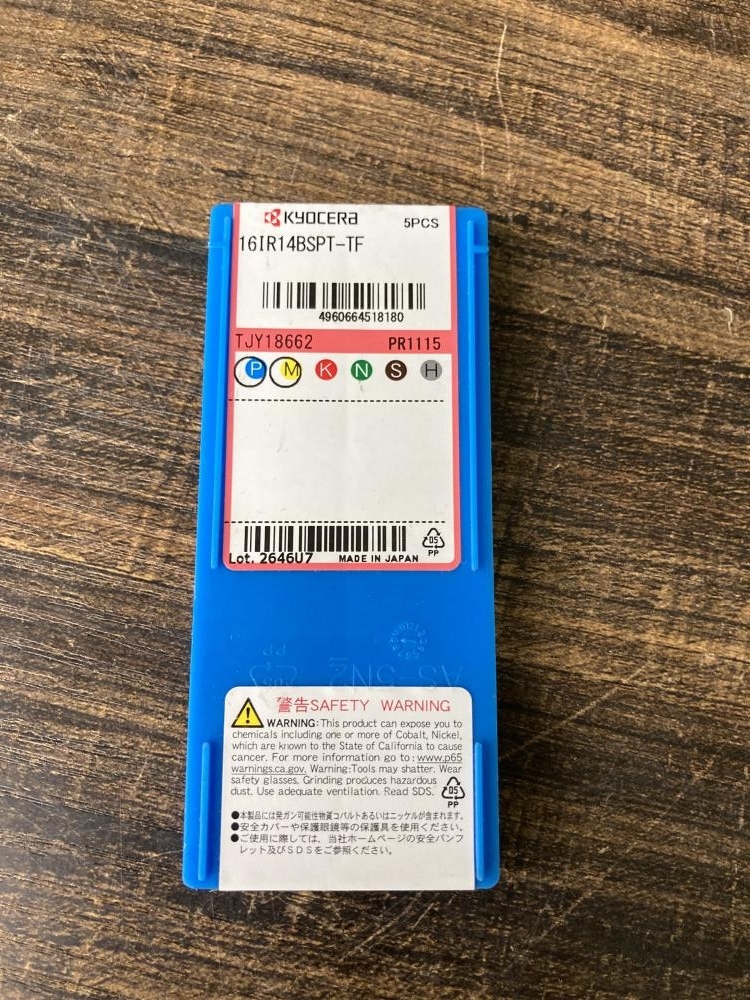 KYOCERA 5PCS
16IR14BSPT-TF
4960664518180
TJY18662 PR1115
P M K N S H
Lot. 2646U7 MADE IN JAPAN
05
PP
警告SAFETY WARNING
WARNING: This product can expose you to
chemicals including one or more of Cobalt, Nickel,
which are known to the State of California to cause
cancer. For more information go to : www.p65
warnings.ca.gov. Warning:Tools may shatter. Wear
safety glasses. Grinding produces hazardous
dust. Use adequate ventilation. Read SDS.
05
PP
●本製品には発ガン可能性物質コバルトあるいはニッケルが含まれます。
●安全カバーや保護眼鏡等の保護具を使用ください。
●ご使用に際しては、当社ホームページの安全パンフ
レット及びSDSをご参照ください。